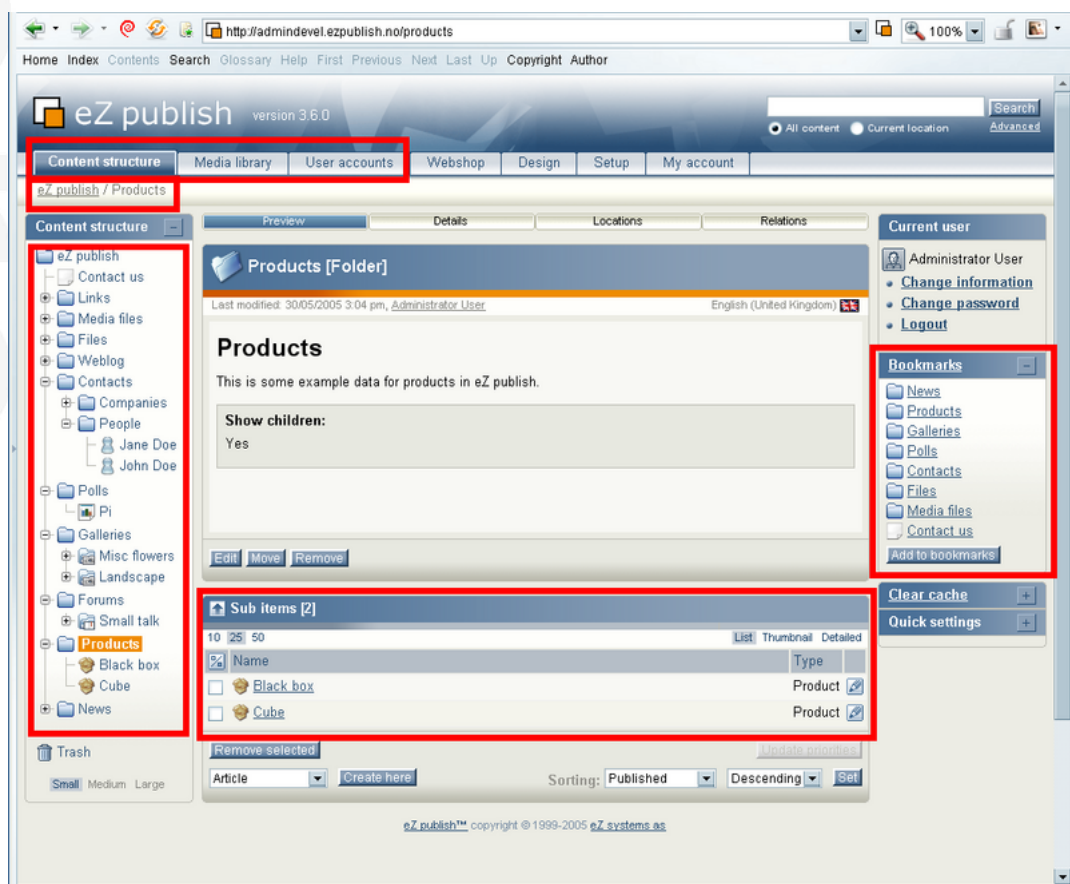 http://admindevel.ezpublish.no/products
100%
Home Index Contents Search Glossary Help First Previous Next Last Up Copyright Author
eZ publish version 3.6.0
Search
All content Current location Advanced
Content structure Media library User accounts Webshop Design Setup My account
eZ publish / Products
Content structure
eZ publish
Contact us
Links
Media files
Files
Weblog
Contacts
Companies
People
Jane Doe
John Doe
Polls
Pi
Galleries
Misc flowers
Landscape
Forums
Small talk
Products
Black box
Cube
News
Trash
Small Medium Large
Preview Details Locations Relations
Products [Folder]
Last modified: 30/05/2005 3:04 pm, Administrator User English (United Kingdom)
Products
This is some example data for products in eZ publish.
Show children:
Yes
Edit Move Remove
Sub items [2]
10 25 50 List Thumbnail Detailed
Name Type
Black box Product
Cube Product
Remove selected Update priorities
Article Create here Sorting: Published Descending Set
Current user
Administrator User
Change information
Change password
Logout
Bookmarks
News
Products
Galleries
Polls
Contacts
Files
Media files
Contact us
Add to bookmarks
Clear cache
Quick settings
eZ publish™ copyright © 1999-2005 eZ systems as